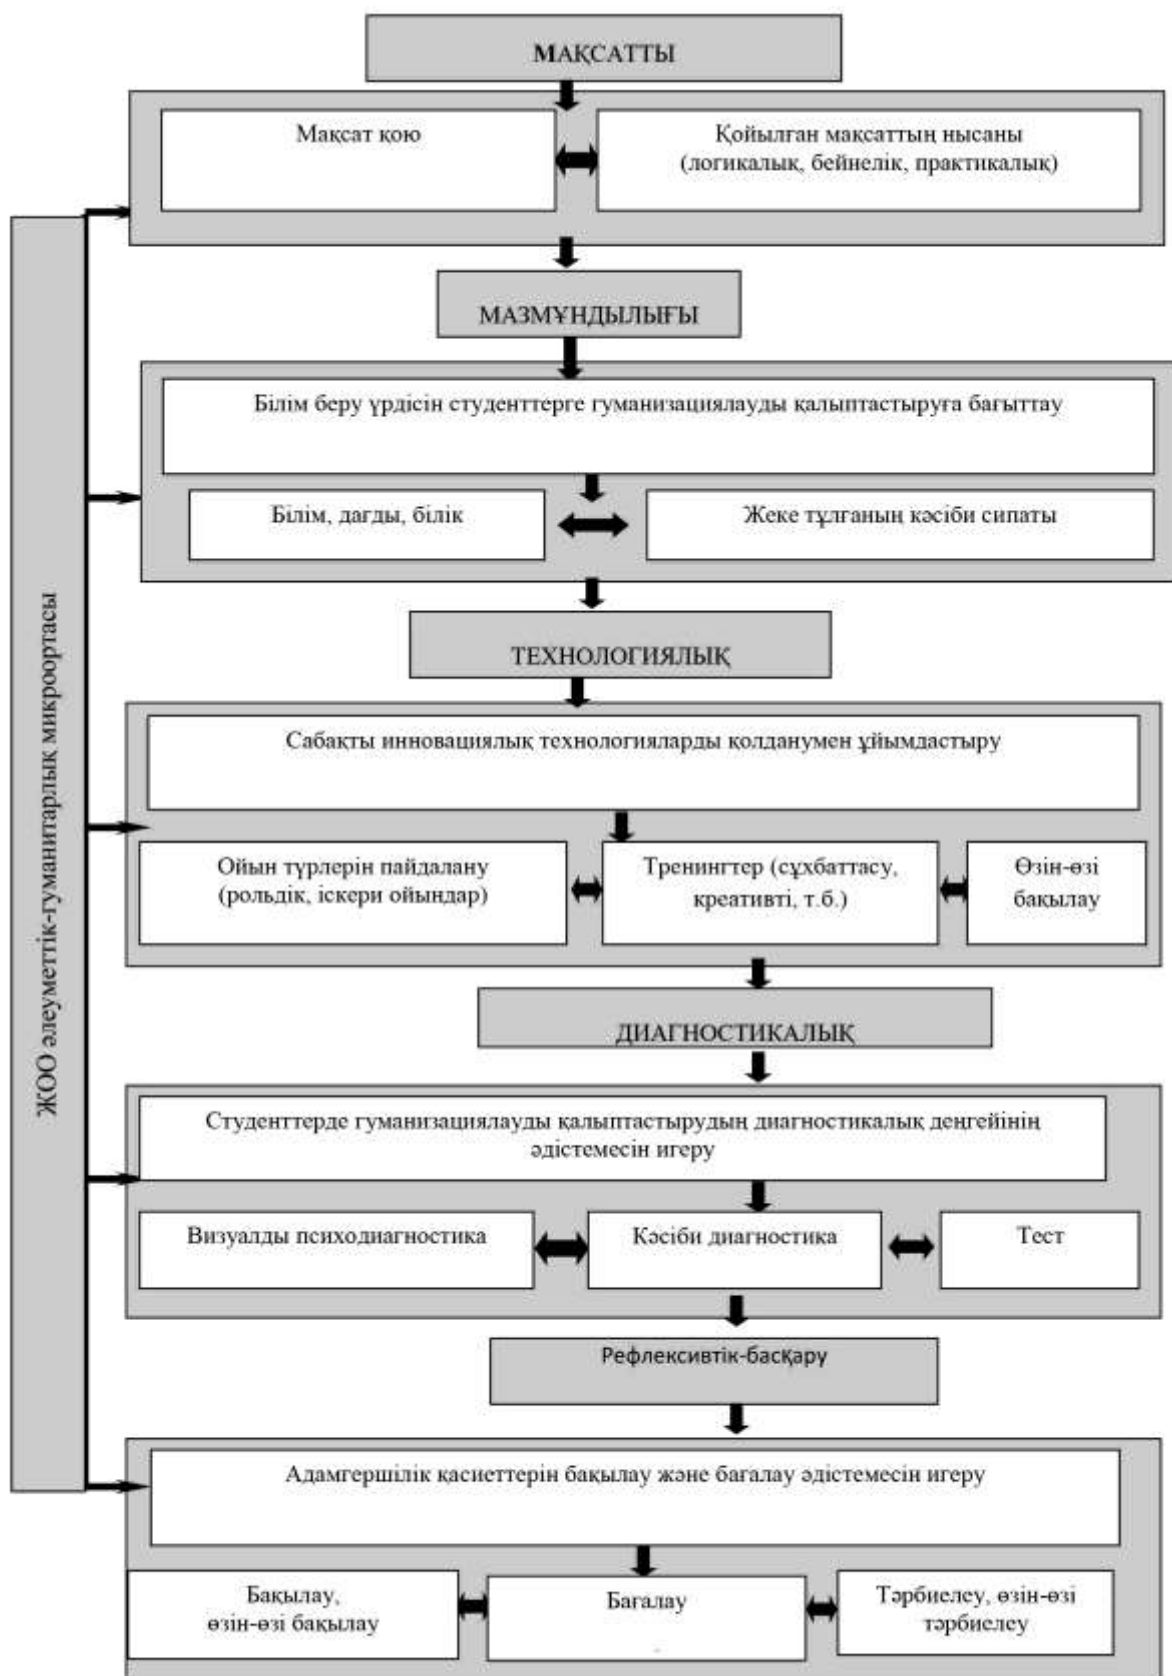 МАҚСАТТЫ
Мақсат қою
Қойылған мақсаттың нысаны
(логикалық, бейнелік, практикалық)
МАЗМҰНДЫЛЫҒЫ
Білім беру үрдісін студенттерге гуманизациялауды қалыптастыруға бағыттау
Білім, дағды, білік
Жеке тұлғаның кәсіби сипаты
ТЕХНОЛОГИЯЛЫҚ
Сабақты инновациялық технологияларды қолданумен ұйымдастыру
Ойын түрлерін пайдалану
(рольдік, іскери ойындар)
Тренингтер (сұхбаттасу,
креативті, т.б.)
Өзін-өзі
бақылау
ДИАГНОСТИКАЛЫҚ
Студенттерде гуманизациялауды қалыптастырудың диагностикалық деңгейінің
әдістемесін игеру
Визуалды психодиагностика
Кәсіби диагностика
Тест
Рефлексивтік-басқару
Адамгершілік қасиеттерін бақылау және бағалау әдістемесін игеру
Бақылау,
өзін-өзі бақылау
Бағалау
Тәрбиелеу, өзін-өзі
тәрбиелеу
ЖОО әлеуметтік-гуманитарлық микроортасы